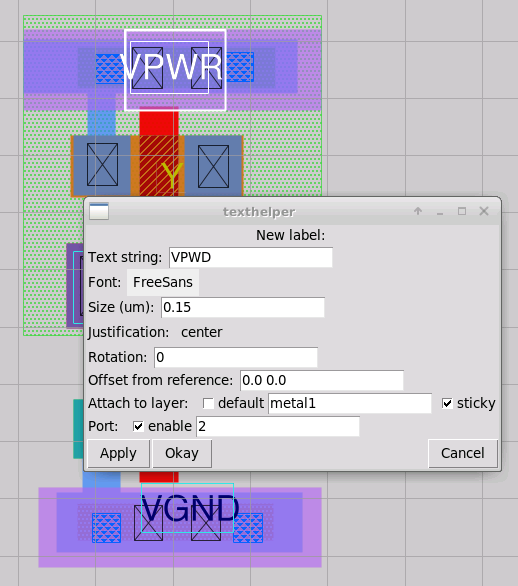 VPWR
Y
texthelper
New label:
Text string: VPWD
Font: FreeSans
Size (um): 0.15
Justification: center
Rotation: 0
Offset from reference: 0.0 0.0
Attach to layer: default metal1 sticky
Port: enable 2
Apply Okay Cancel
VGND